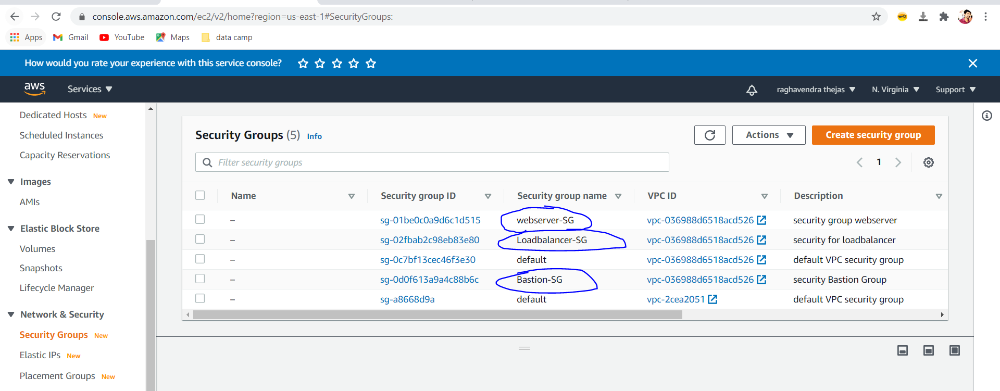 console.aws.amazon.com/ec2/v2/home?region=us-east-1#SecurityGroups:
Apps Gmail YouTube Maps data camp
How would you rate your experience with this service console?
aws Services raghavendra thejas N. Virginia Support
Dedicated Hosts New
Scheduled Instances
Capacity Reservations
Images
AMIs
Elastic Block Store
Volumes
Snapshots
Lifecycle Manager
Network & Security
Security Groups New
Elastic IPs New
Placement Groups New
Security Groups (5) Info Actions Create security group
Filter security groups 1
Name Security group ID Security group name VPC ID Description
– sg-01be0c0a9d6c1d515 webserver-SG vpc-036988d6518acd526 security group webserver
– sg-02fbab2c98eb83e80 Loadbalancer-SG vpc-036988d6518acd526 security for loadbalancer
– sg-0c7bf13cec46f3e30 default vpc-036988d6518acd526 default VPC security group
– sg-0d0f613a9a4c88b6c Bastion-SG vpc-036988d6518acd526 security Bastion Group
– sg-a8668d9a default vpc-2cea2051 default VPC security group